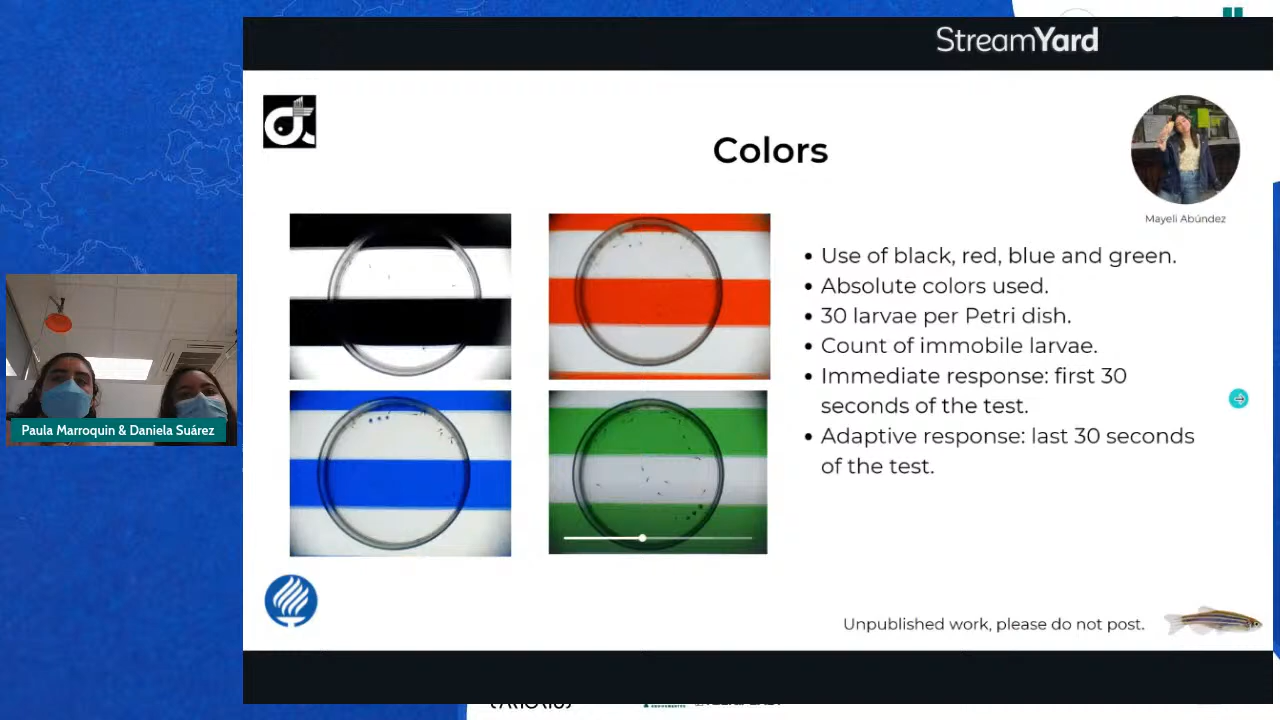 StreamYard
Colors
Mayeli Abúndez
Use of black, red, blue and green.
Absolute colors used.
30 larvae per Petri dish.
Count of immobile larvae.
Immediate response: first 30
seconds of the test.
Adaptive response: last 30 seconds
of the test.
Paula Marroquin & Daniela Suárez
Unpublished work, please do not post.